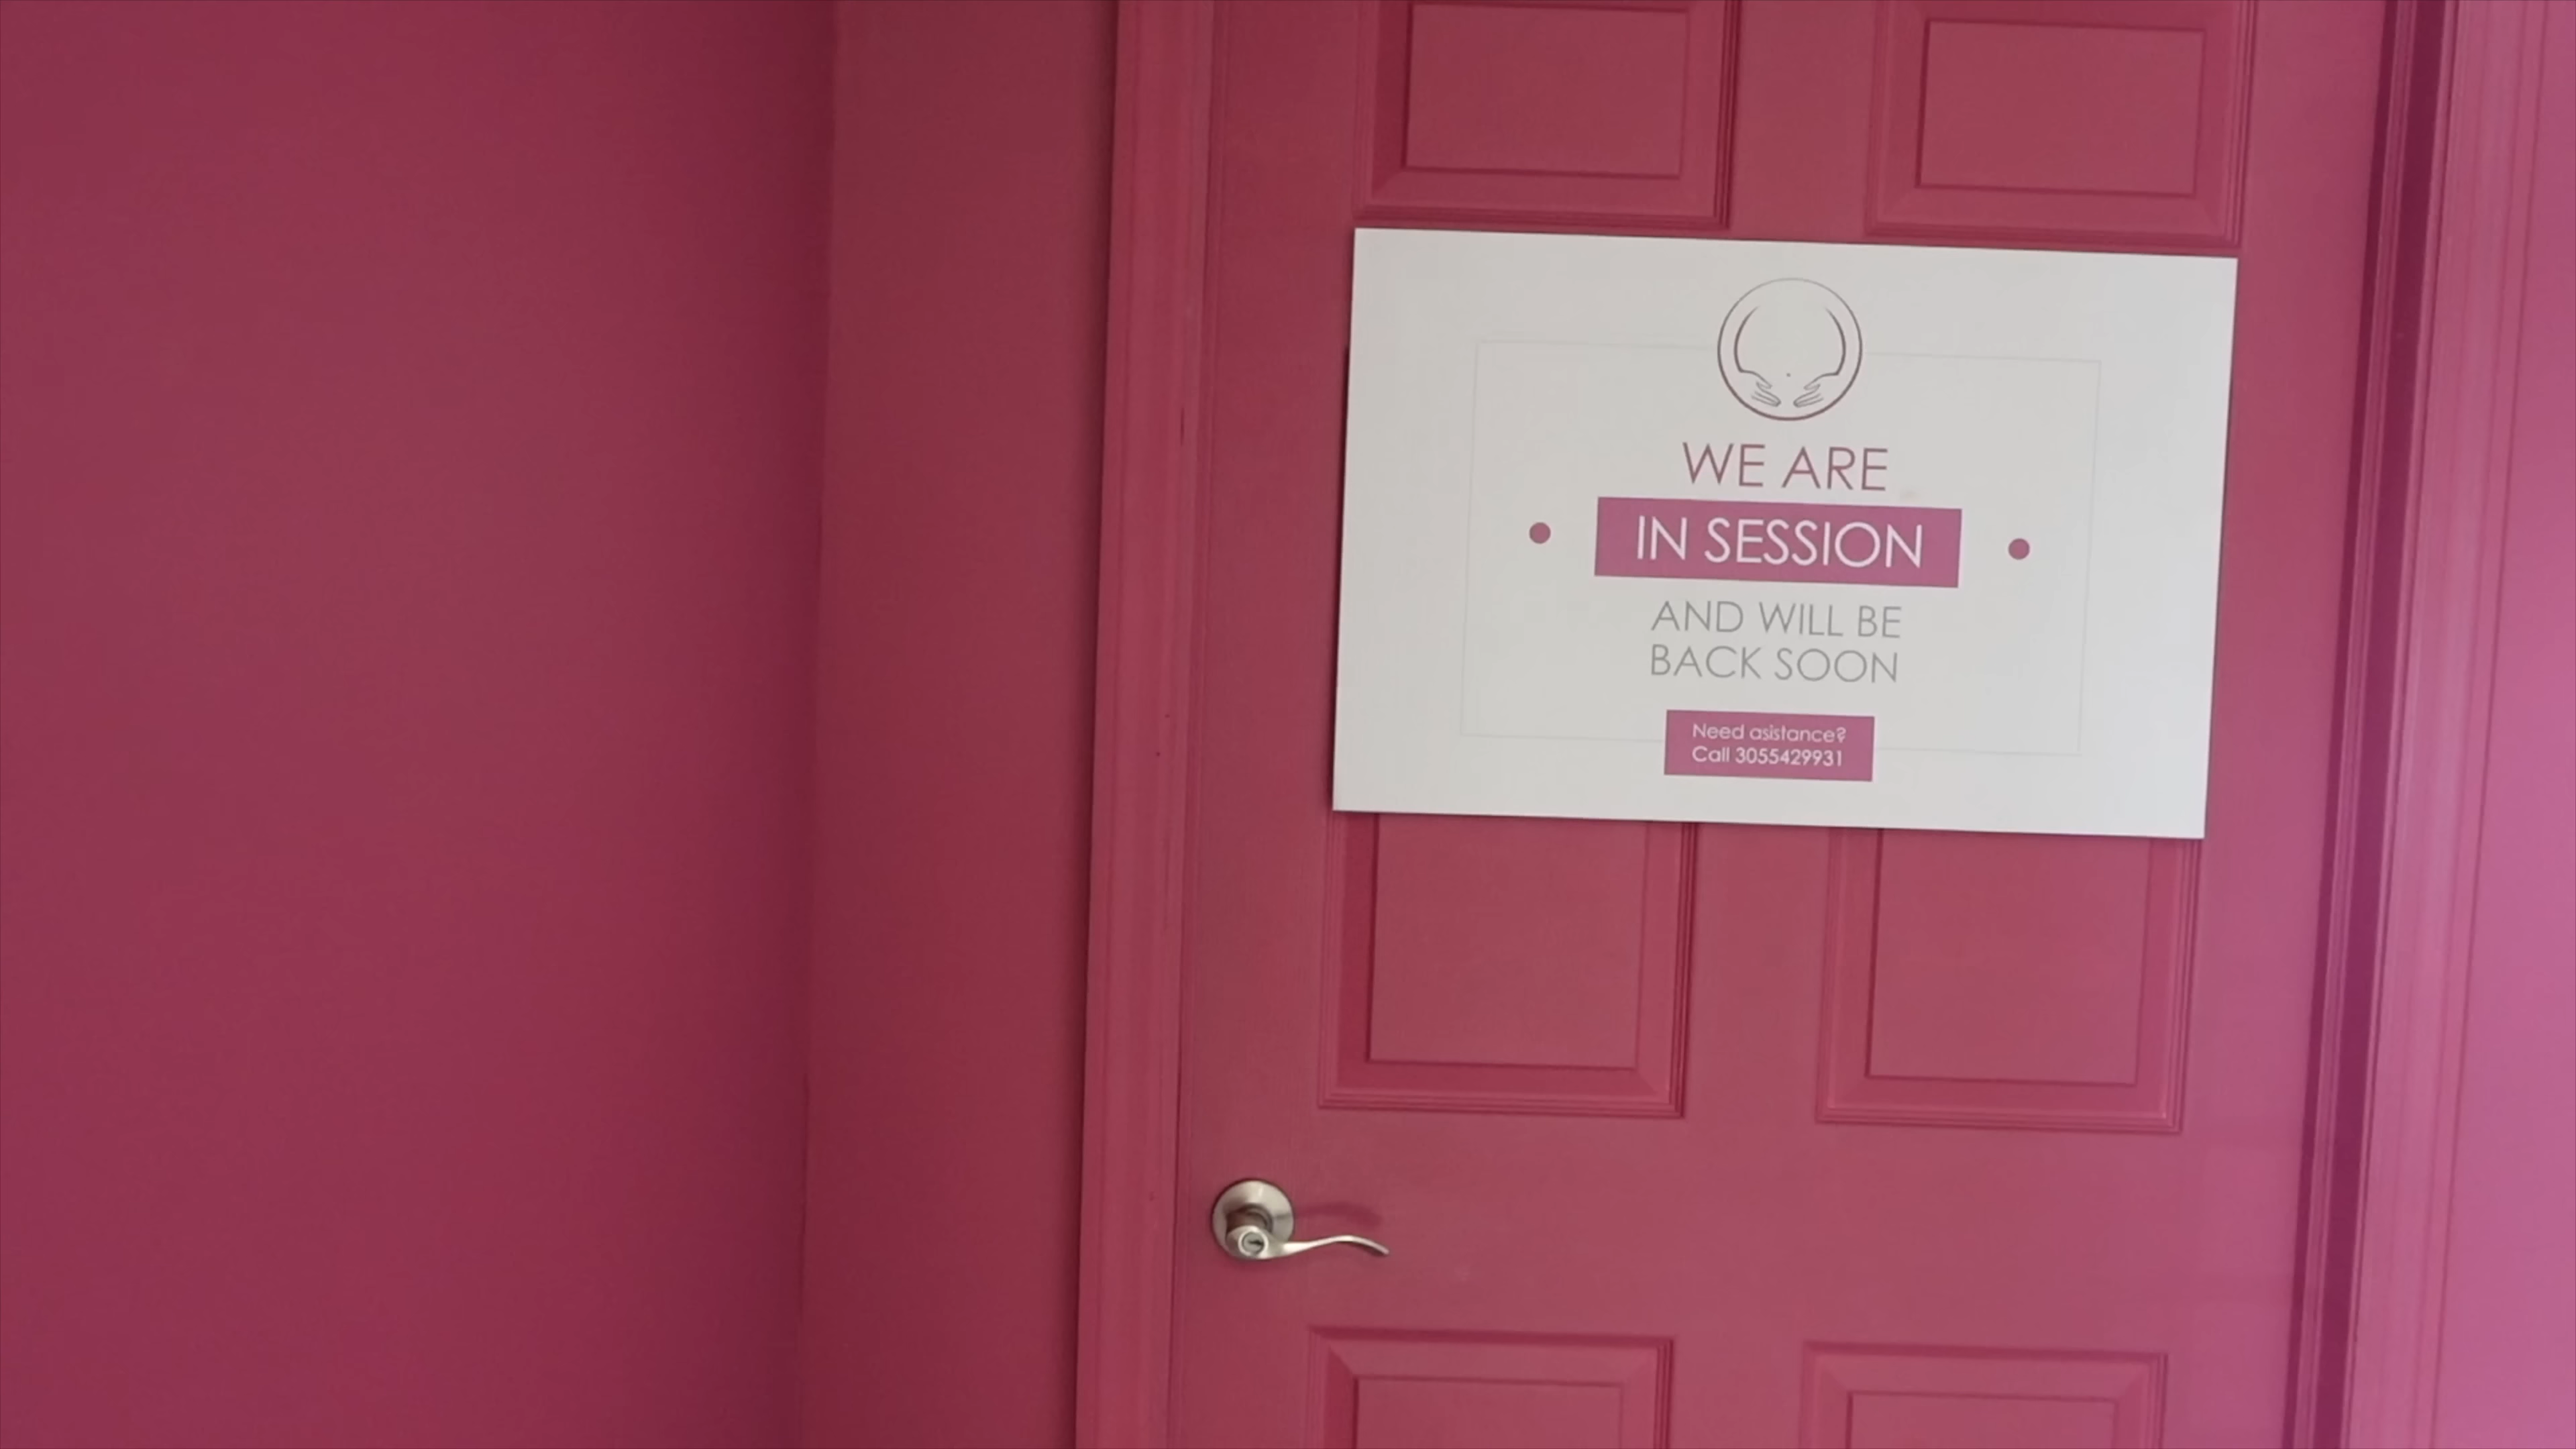 WE ARE
IN SESSION
AND WILL BE
BACK SOON
Need asistance?
Call 3055429931